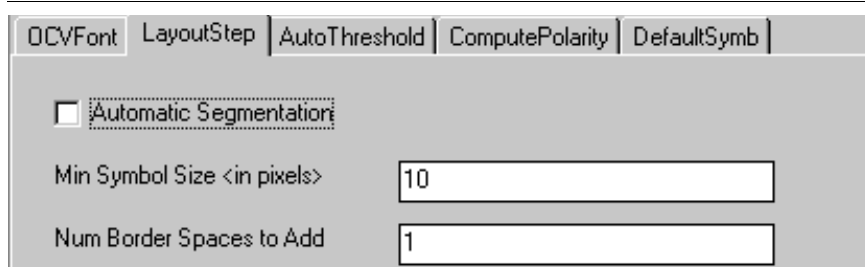 OCVFont LayoutStep AutoThreshold ComputePolarity DefaultSymb
Automatic Segmentation
Min Symbol Size <in pixels> 10
Num Border Spaces to Add 1